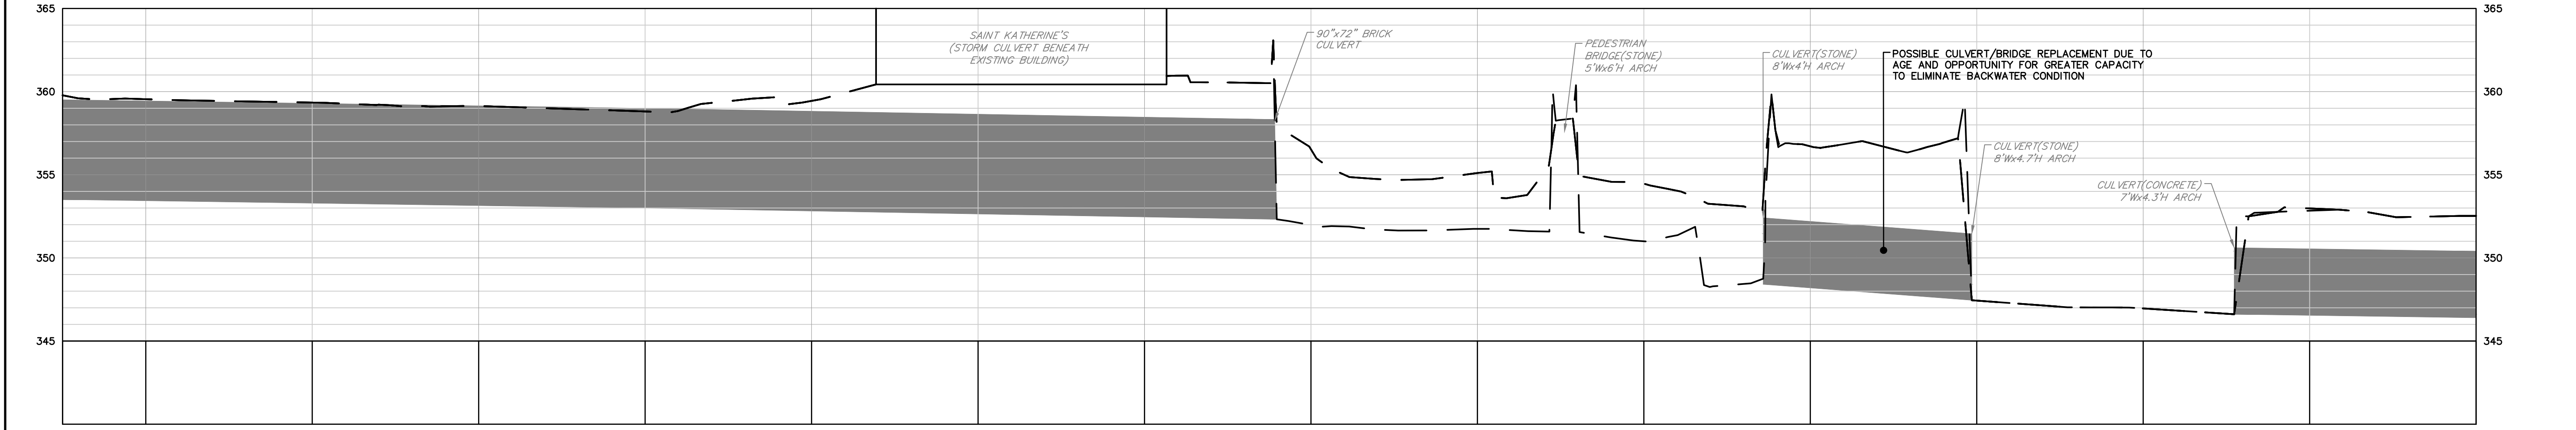 365
360
355
350
345
SAINT KATHERINE'S
(STORM CULVERT BENEATH
EXISTING BUILDING)
90"x72" BRICK
CULVERT
PEDESTRIAN
BRIDGE(STONE)
5'Wx6'H ARCH
CULVERT(STONE)
8'Wx4'H ARCH
POSSIBLE CULVERT/BRIDGE REPLACEMENT DUE TO
AGE AND OPPORTUNITY FOR GREATER CAPACITY
TO ELIMINATE BACKWATER CONDITION
CULVERT(STONE)
8'Wx4.7'H ARCH
CULVERT(CONCRETE)
7'Wx4.3'H ARCH
365
360
355
350
345